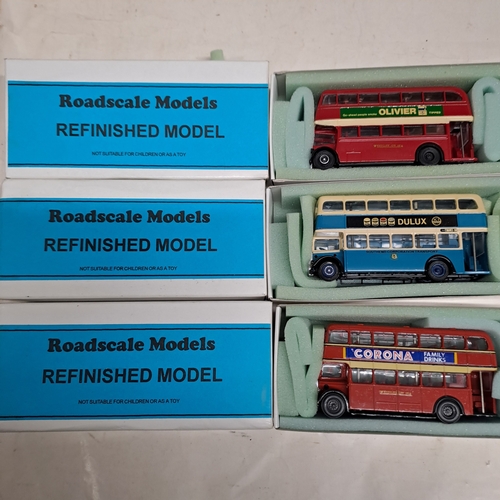 Roadscale Models
REFINISHED MODEL
NOT SUITABLE FOR CHILDREN OR AS A TOY
OLIVIER
Roadscale Models
REFINISHED MODEL
NOT SUITABLE FOR CHILDREN OR AS A TOY
DULUX
Roadscale Models
REFINISHED MODEL
NOT SUITABLE FOR CHILDREN OR AS A TOY
"CORONA" FAMILY
DRINKS